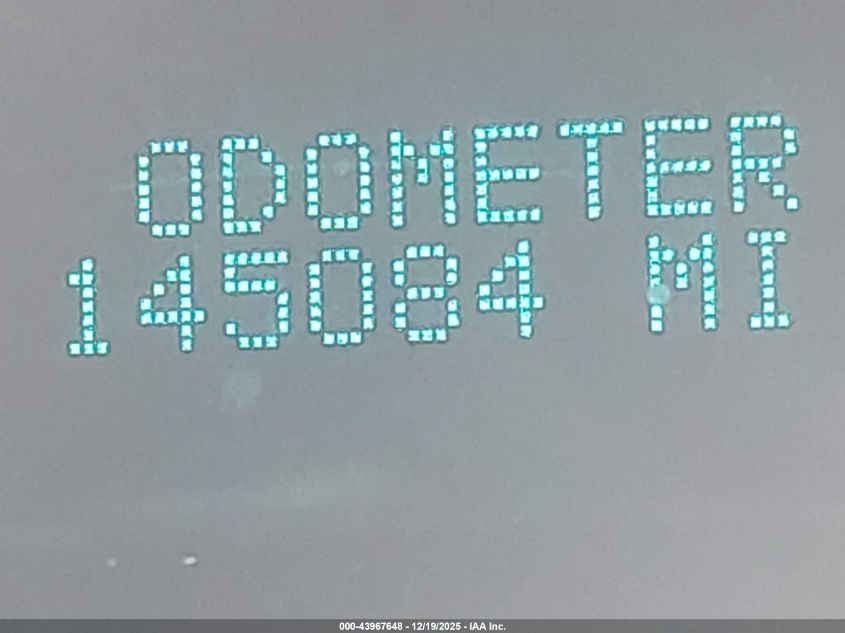 ODOMETER
145084 MI
000-43967648 - 12/19/2025 - IAA Inc.